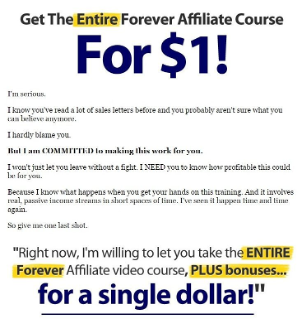 Get The Entire Forever Affiliate Course
For $1!
I'm serious.
I know you've read a lot of sales letters before and you probably aren't sure what you
can believe anymore.
I hardly blame you.
But I am COMMITTED to making this work for you.
I won't just let you leave without a fight. I NEED you to know how profitable this could
be for you.
Because I know what happens when you get your hands on this training. And it involves
real, passive income streams in short spaces of time. I've seen it happen time and time
again.
So give me one last shot.
"Right now, I'm willing to let you take the ENTIRE
Forever Affiliate video course, PLUS bonuses...
for a single dollar!"